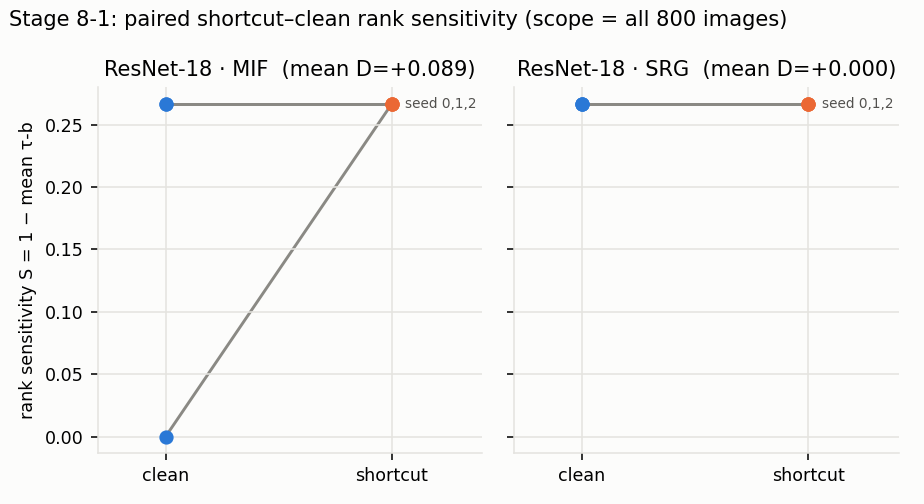 Stage 8-1: paired shortcut–clean rank sensitivity (scope = all 800 images)
ResNet-18 · MIF  (mean D=+0.089)
ResNet-18 · SRG  (mean D=+0.000)
rank sensitivity S = 1 − mean τ-b
0.25
0.20
0.15
0.10
0.05
0.00
seed 0,1,2
seed 0,1,2
clean
shortcut
clean
shortcut